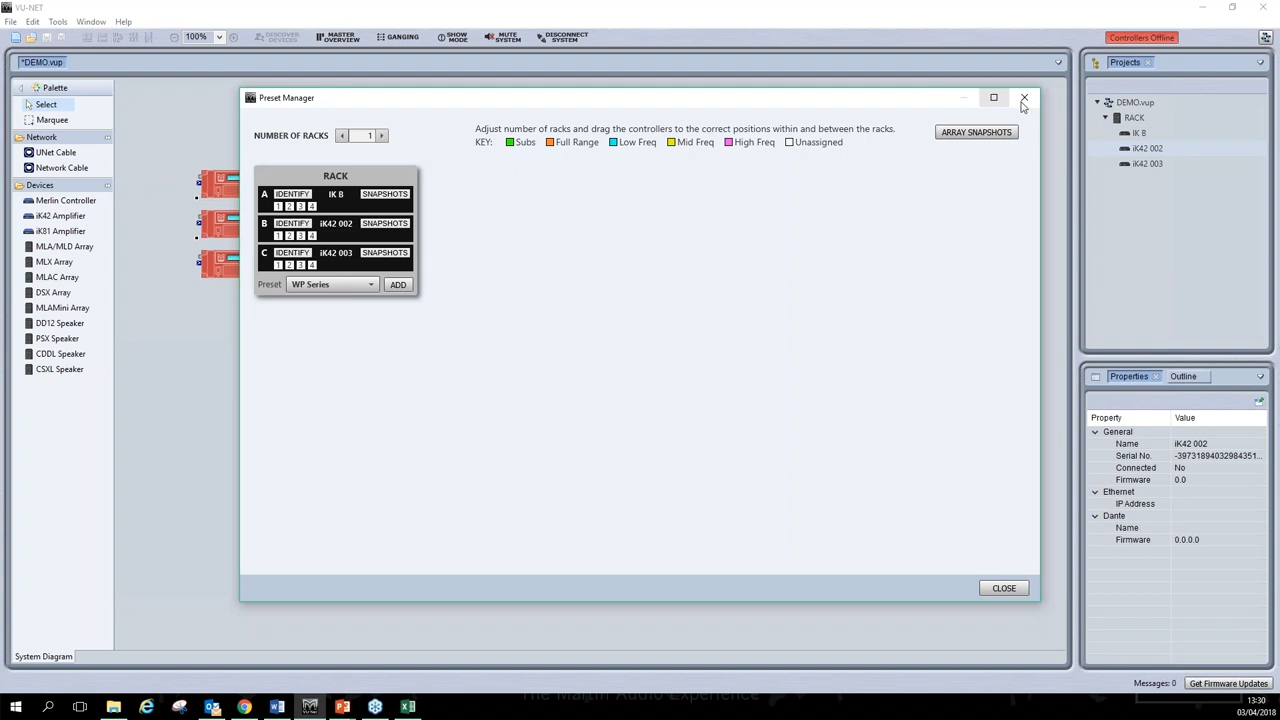 VU-NET
File Edit Tools Window Help
100% DISCOVER DEVICES MASTER OVERVIEW GANGING SHOW MODE MUTE SYSTEM DISCONNECT SYSTEM Controllers Offline
*DEMO.vup
Palette
Select
Marquee
Network
UNet Cable
Network Cable
Devices
Merlin Controller
iK42 Amplifier
iK81 Amplifier
MLA/MLD Array
MLX Array
MLAC Array
DSX Array
MLAMini Array
DD12 Speaker
PSX Speaker
CDDL Speaker
CSXL Speaker
System Diagram
Preset Manager
NUMBER OF RACKS 1
Adjust number of racks and drag the controllers to the correct positions within and between the racks.
KEY: Subs Full Range Low Freq Mid Freq High Freq Unassigned
ARRAY SNAPSHOTS
RACK
A IDENTIFY IK B SNAPSHOTS
1 2 3 4
B IDENTIFY iK42 002 SNAPSHOTS
1 2 3 4
C IDENTIFY iK42 003 SNAPSHOTS
1 2 3 4
Preset WP Series ADD
CLOSE
Projects
DEMO.vup
RACK
IK B
iK42 002
iK42 003
Properties Outline
Property Value
General
Name iK42 002
Serial No. -39731894032984351...
Connected No
Firmware 0.0
Ethernet
IP Address
Dante
Name
Firmware 0.0.0.0
Messages: 0 Get Firmware Updates
The Martin Audio Experience
13:30
03/04/2018